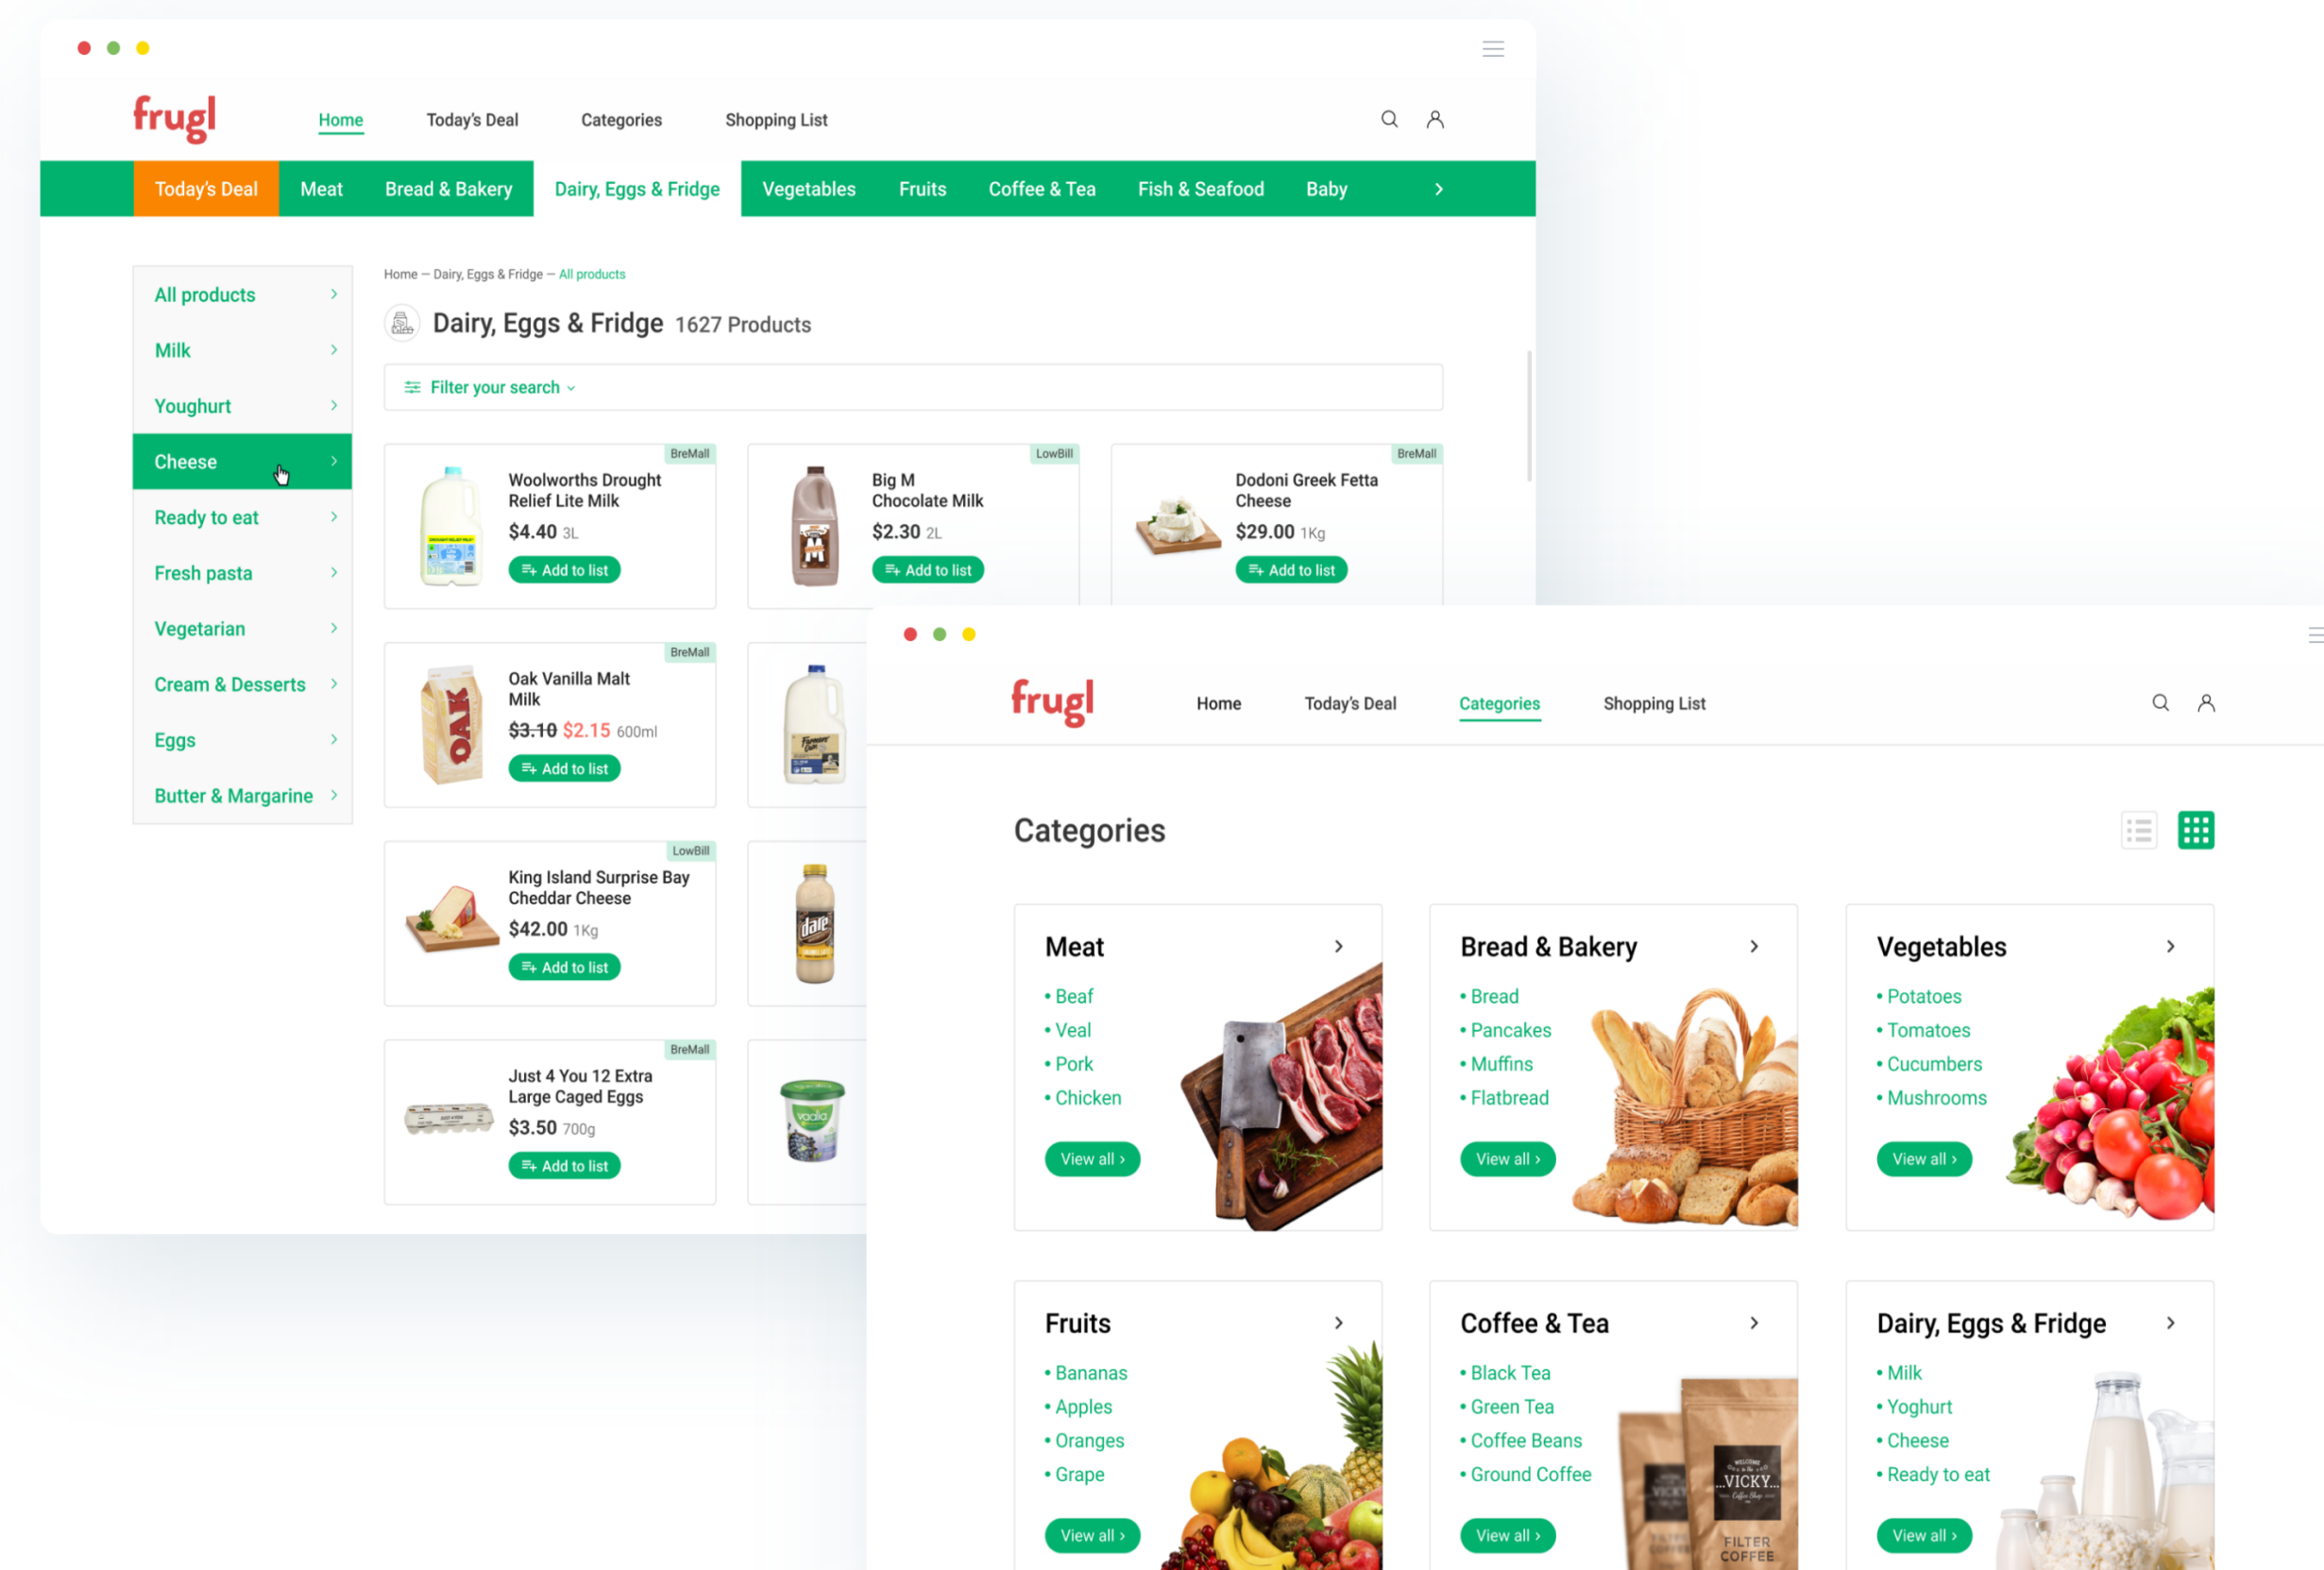 frugl
Home Today's Deal Categories Shopping List
Today's Deal Meat Bread & Bakery Dairy, Eggs & Fridge Vegetables Fruits Coffee & Tea Fish & Seafood Baby
All products
Milk
Youghurt
Cheese
Ready to eat
Fresh pasta
Vegetarian
Cream & Desserts
Eggs
Butter & Margarine
Home – Dairy, Eggs & Fridge – All products
Dairy, Eggs & Fridge 1627 Products
Filter your search
BreMall
Woolworths Drought
Relief Lite Milk
$4.40 3L
Add to list
LowBill
Big M
Chocolate Milk
$2.30 2L
Add to list
BreMall
Dodoni Greek Fetta
Cheese
$29.00 1Kg
Add to list
BreMall
OAK
Oak Vanilla Malt
Milk
$3.10 $2.15 600ml
Add to list
LowBill
King Island Surprise Bay
Cheddar Cheese
$42.00 1Kg
Add to list
dare
BreMall
Just 4 You 12 Extra
Large Caged Eggs
$3.50 700g
Add to list
vaalia
frugl
Home Today's Deal Categories Shopping List
Categories
Meat
• Beaf
• Veal
• Pork
• Chicken
View all ›
Bread & Bakery
• Bread
• Pancakes
• Muffins
• Flatbread
View all ›
Vegetables
• Potatoes
• Tomatoes
• Cucumbers
• Mushrooms
View all ›
Fruits
• Bananas
• Apples
• Oranges
• Grape
View all ›
Coffee & Tea
• Black Tea
• Green Tea
• Coffee Beans
• Ground Coffee
View all ›
WELCOME
...VICKY...
Coffee Shop
FILTER
COFFEE
Dairy, Eggs & Fridge
• Milk
• Yoghurt
• Cheese
• Ready to eat
View all ›